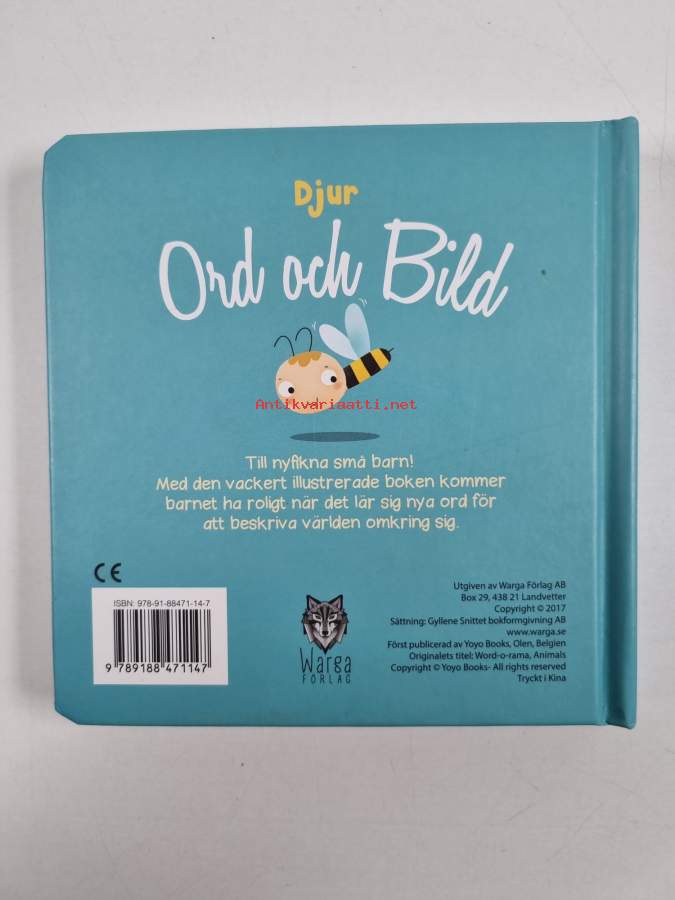 Djur
Ord och Bild
Antikvariaatti.net
Till nyfikna små barn!
Med den vackert illustrerade boken kommer
barnet ha roligt när det lär sig nya ord för
att beskriva världen omkring sig.
CE
ISBN: 978-91-88471-14-7
9 789188 471147
Warga
FÖRLAG
Utgiven av Warga Förlag AB
Box 29, 438 21 Landvetter
Copyright © 2017
Sättning: Gyllene Snittet bokformgivning AB
www.warga.se
Först publicerad av Yoyo Books, Olen, Belgien
Originalets titel: Word-o-rama, Animals
Copyright © Yoyo Books- All rights reserved
Tryckt i Kina